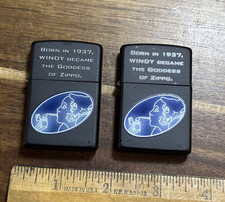 Born in 1937,
Windy became
the Goddess
of Zippo.
Born in 1937,
Windy became
the Goddess
of Zippo.
1
2
3
4